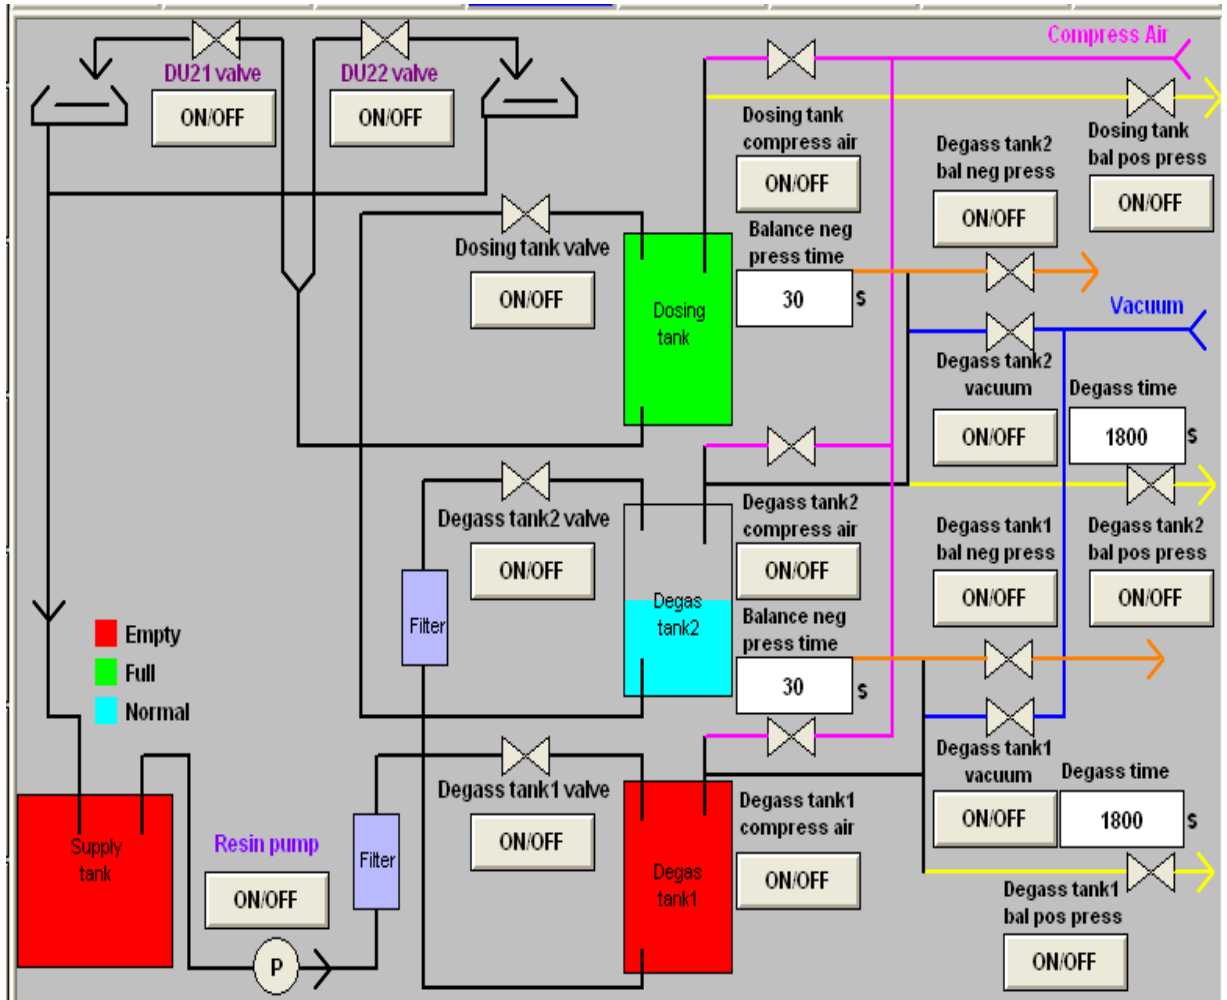 Compress Air
DU21 valve
DU22 valve
ON/OFF
ON/OFF
Dosing tank
compress air
ON/OFF
Degass tank2
bal neg press
ON/OFF
Dosing tank
bal pos press
ON/OFF
Dosing tank valve
ON/OFF
Balance neg
press time
30
s
Dosing
tank
Vacuum
Degass tank2
vacuum
ON/OFF
Degass time
1800
s
Degass tank2 valve
ON/OFF
Degass tank2
compress air
ON/OFF
Degass tank1
bal neg press
ON/OFF
Degass tank2
bal pos press
ON/OFF
Filter
Degas
tank2
Balance neg
press time
30
s
Empty
Full
Normal
Degass tank1 valve
ON/OFF
Degass tank1
vacuum
ON/OFF
Degass time
1800
s
Degass tank1
compress air
ON/OFF
Supply
tank
Resin pump
ON/OFF
Filter
Degas
tank1
Degass tank1
bal pos press
ON/OFF
P